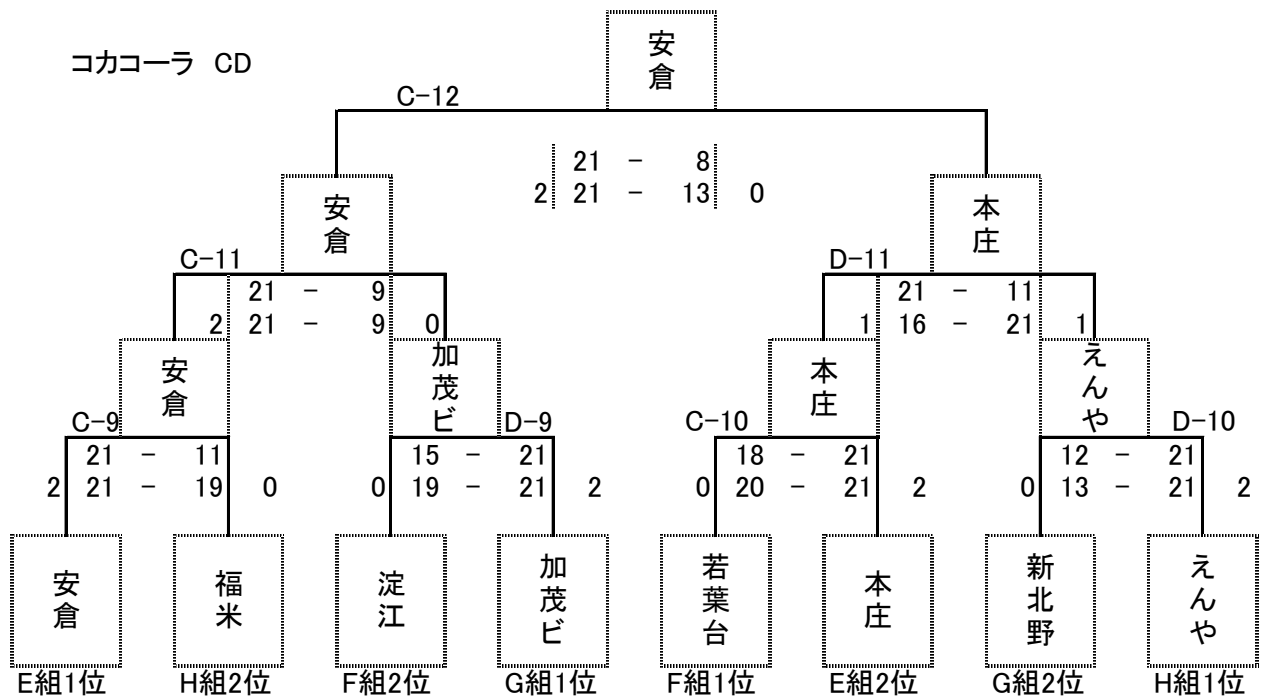 コカコーラ CD
安倉
C-12
21 - 8
2 21 - 13 0
安倉
本庄
C-11
D-11
21 - 9
21 - 11
2 21 - 9 0
1 16 - 21 1
安倉
加茂ビ
本庄
えんや
C-9
D-9
C-10
D-10
21 - 11
15 - 21
18 - 21
12 - 21
2 21 - 19 0
0 19 - 21 2
0 20 - 21 2
0 13 - 21 2
安倉
福米
淀江
加茂ビ
若葉台
本庄
新北野
えんや
E組1位
H組2位
F組2位
G組1位
F組1位
E組2位
G組2位
H組1位